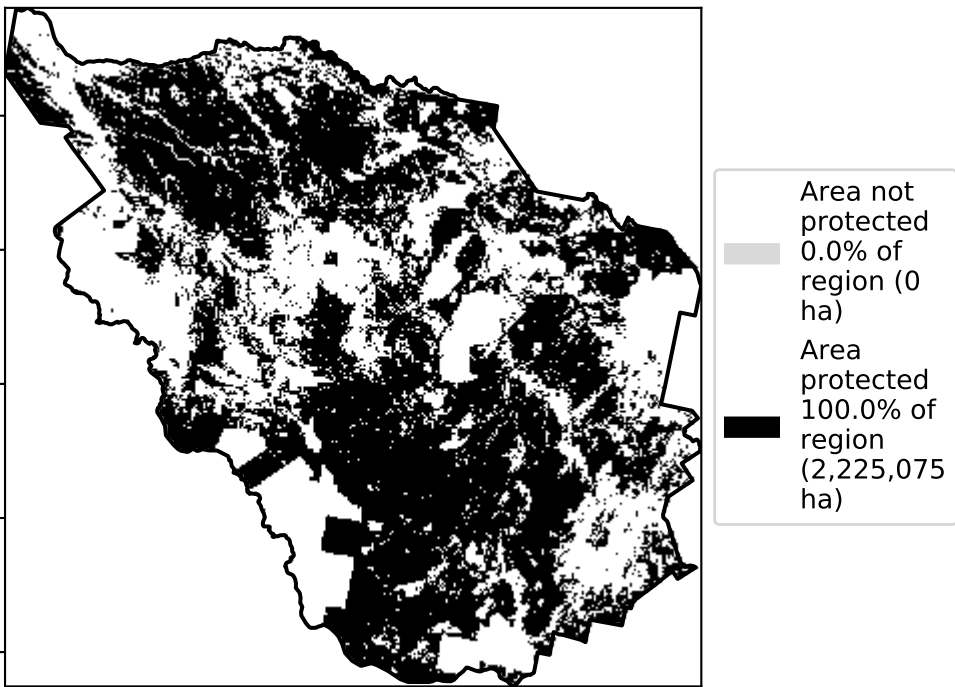 Area not
protected
0.0% of
region (0
ha)
Area
protected
100.0% of
region
(2,225,075
ha)